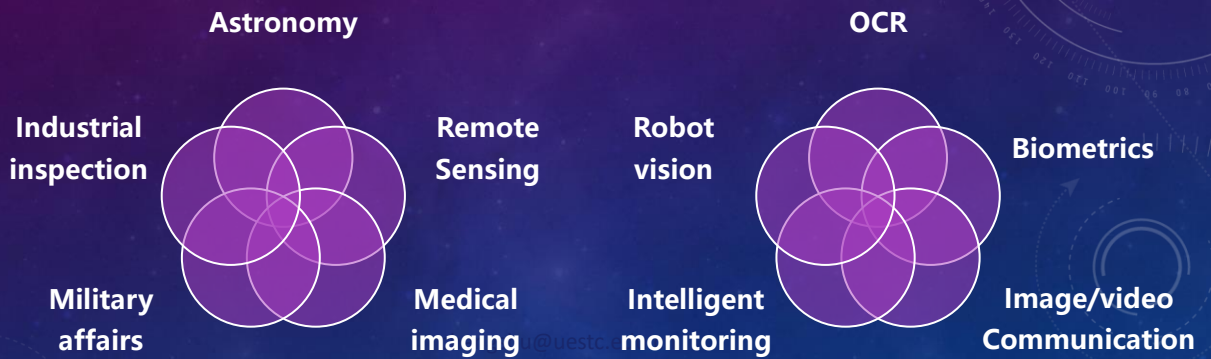 Astronomy
Industrial
inspection
Remote
Sensing
Military
affairs
Medical
imaging
OCR
Robot
vision
Biometrics
Intelligent
monitoring
Image/video
Communication